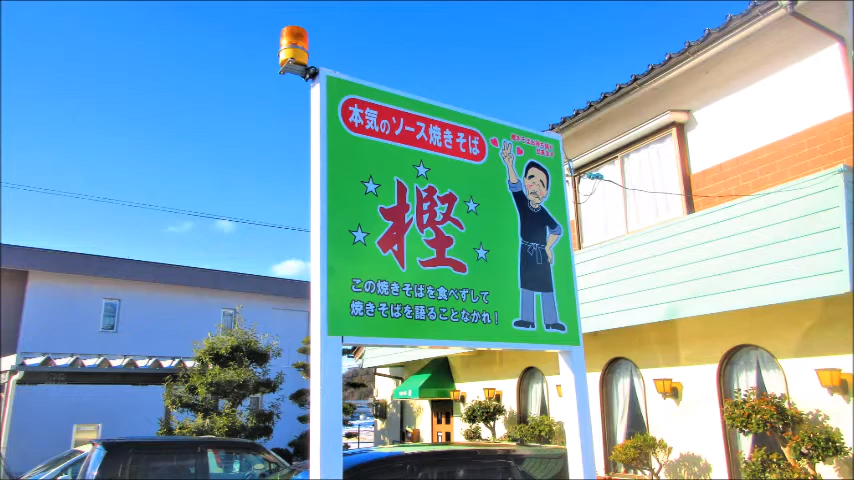 本気のソース焼きそば
樫
この焼きそばを食べずして
焼きそばを語ることなかれ!